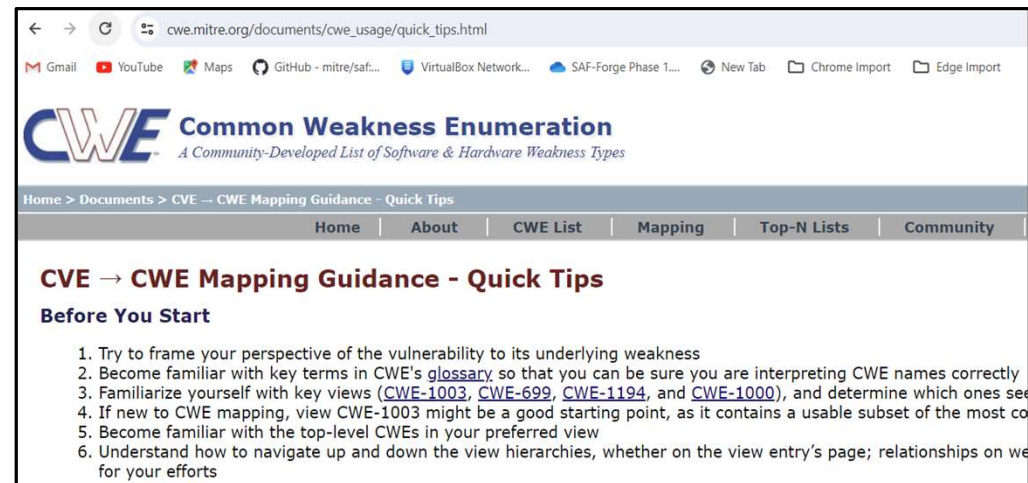 cwe.mitre.org/documents/cwe_usage/quick_tips.html
Gmail YouTube Maps GitHub - mitre/saf:... VirtualBox Network... SAF-Forge Phase 1.... New Tab Chrome Import Edge Import
CWE Common Weakness Enumeration
A Community-Developed List of Software & Hardware Weakness Types
Home > Documents > CVE → CWE Mapping Guidance - Quick Tips
Home About CWE List Mapping Top-N Lists Community
CVE → CWE Mapping Guidance - Quick Tips
Before You Start
1. Try to frame your perspective of the vulnerability to its underlying weakness
2. Become familiar with key terms in CWE's glossary so that you can be sure you are interpreting CWE names correctly
3. Familiarize yourself with key views (CWE-1003, CWE-699, CWE-1194, and CWE-1000), and determine which ones see
4. If new to CWE mapping, view CWE-1003 might be a good starting point, as it contains a usable subset of the most co
5. Become familiar with the top-level CWEs in your preferred view
6. Understand how to navigate up and down the view hierarchies, whether on the view entry's page; relationships on we
for your efforts